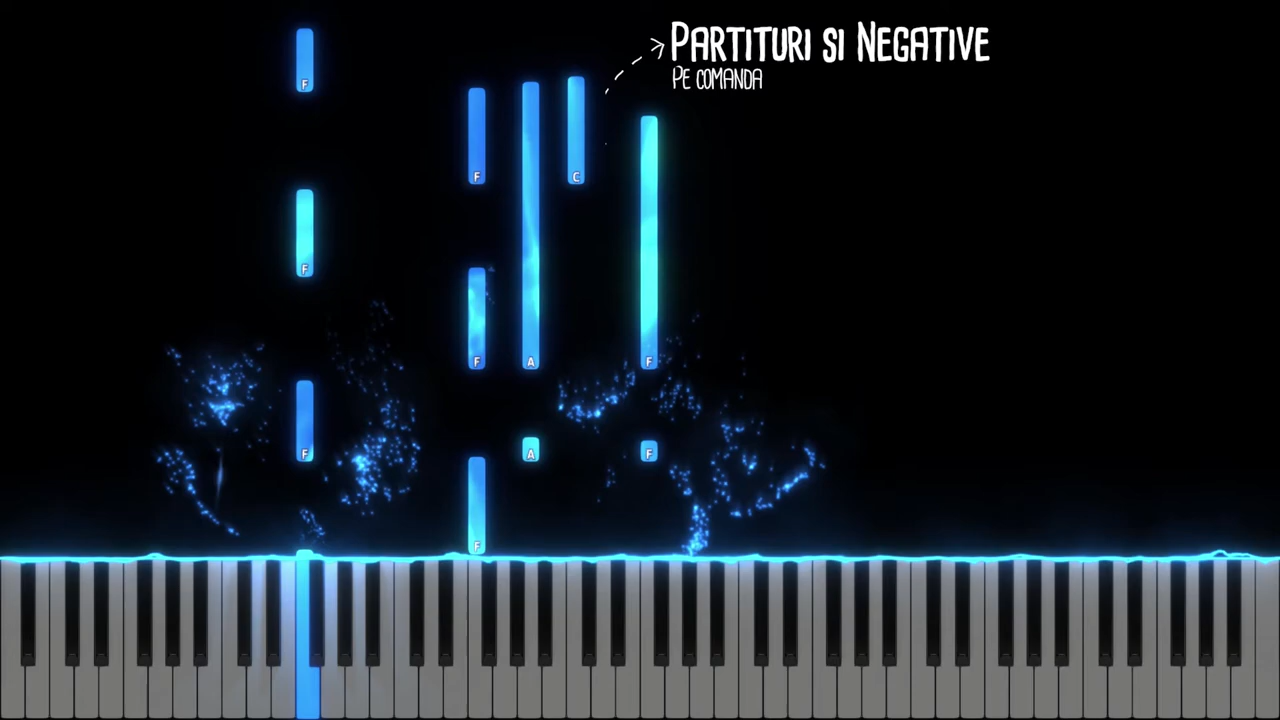 PARTITURI SI NEGATIVE
PE COMANDA
F
F C
F
F A F
F A F
F